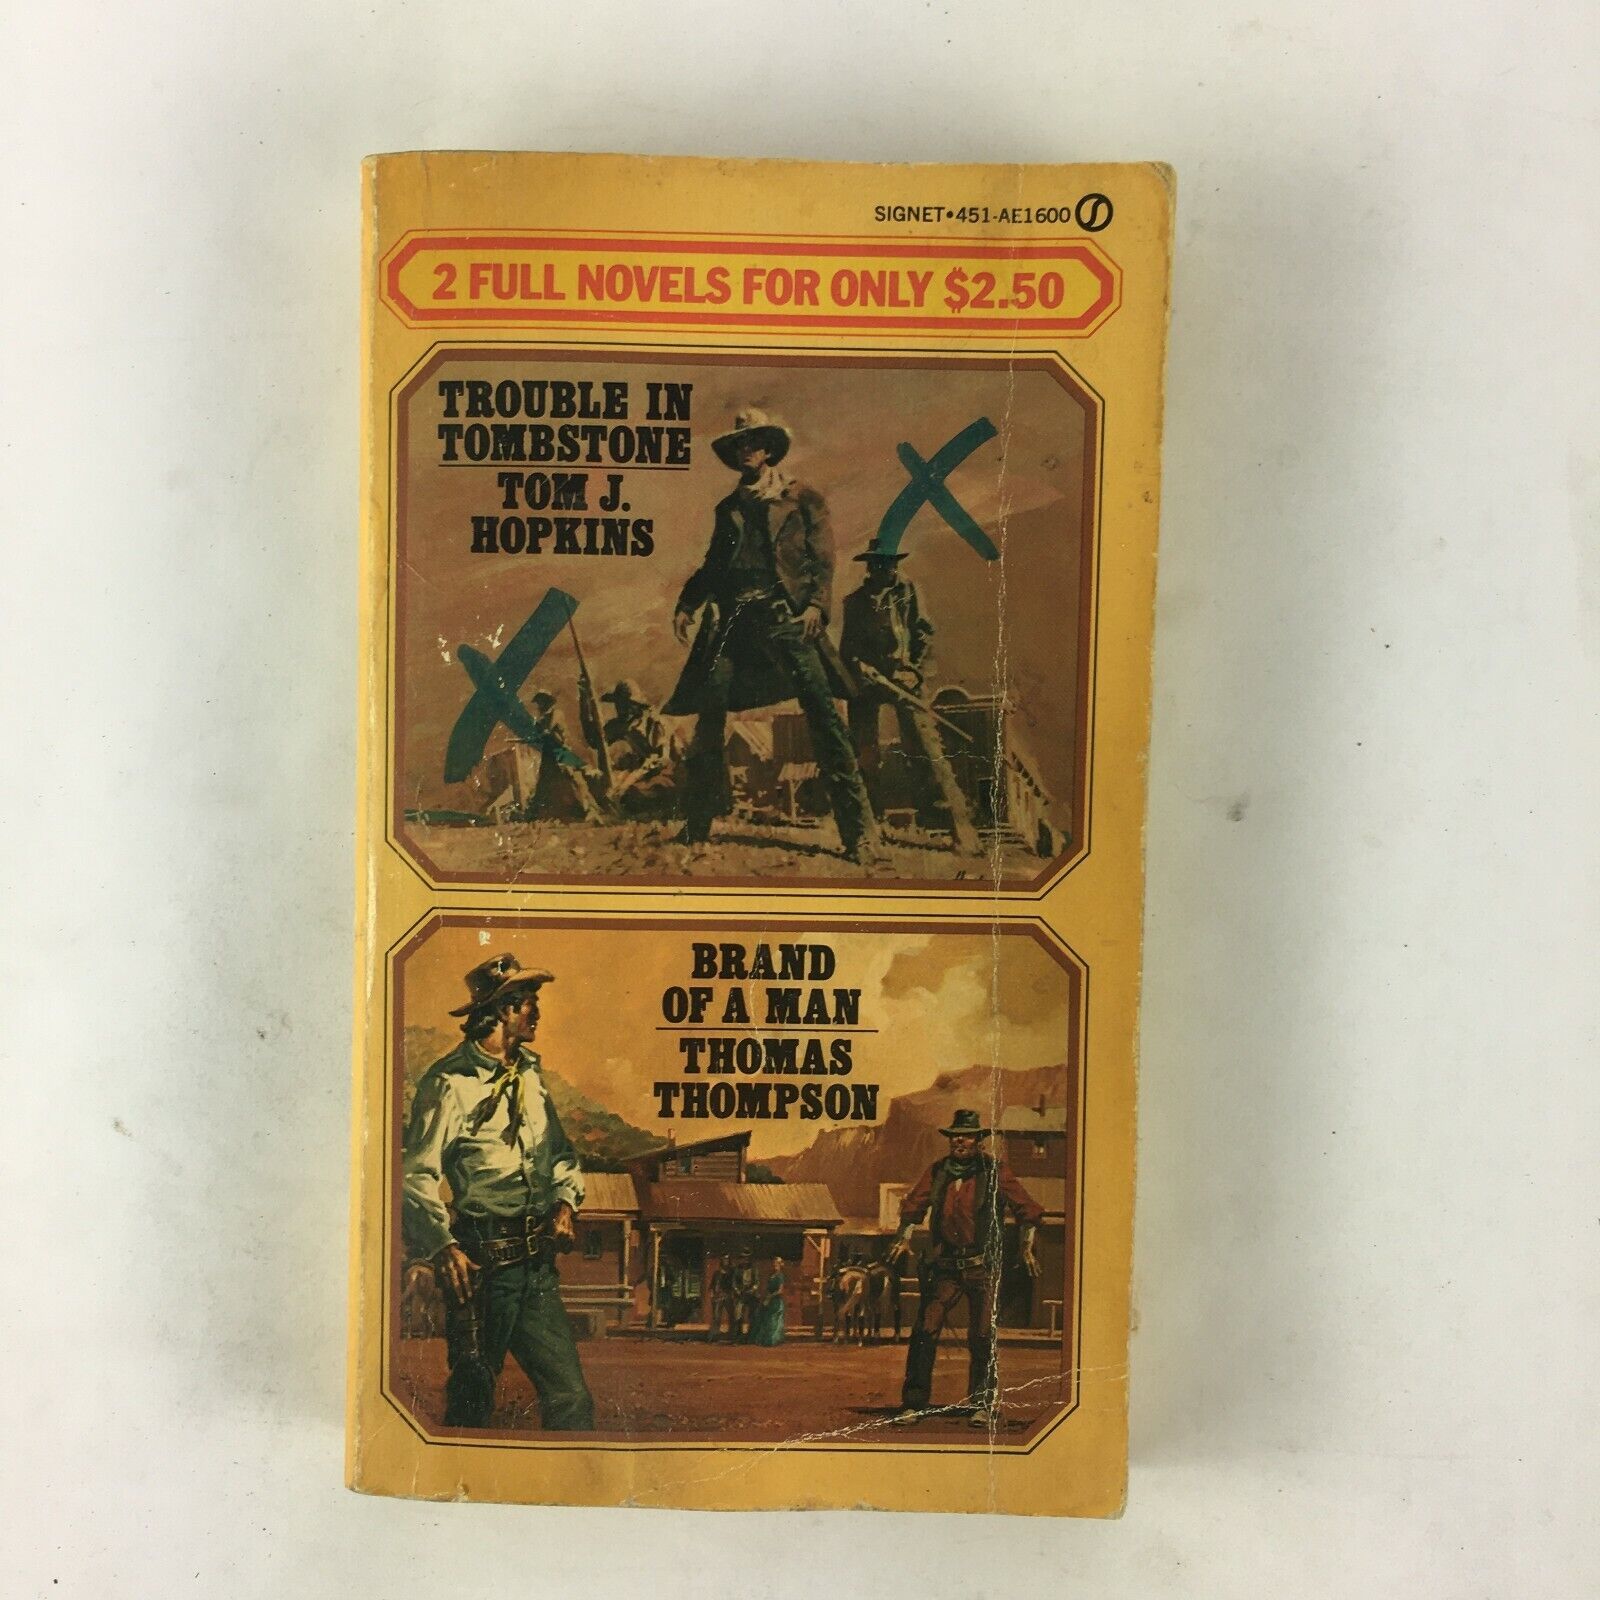 SIGNET•451-AE1600
2 FULL NOVELS FOR ONLY $2.50
TROUBLE IN
TOMBSTONE
TOM J.
HOPKINS
BRAND
OF A MAN
THOMAS
THOMPSON